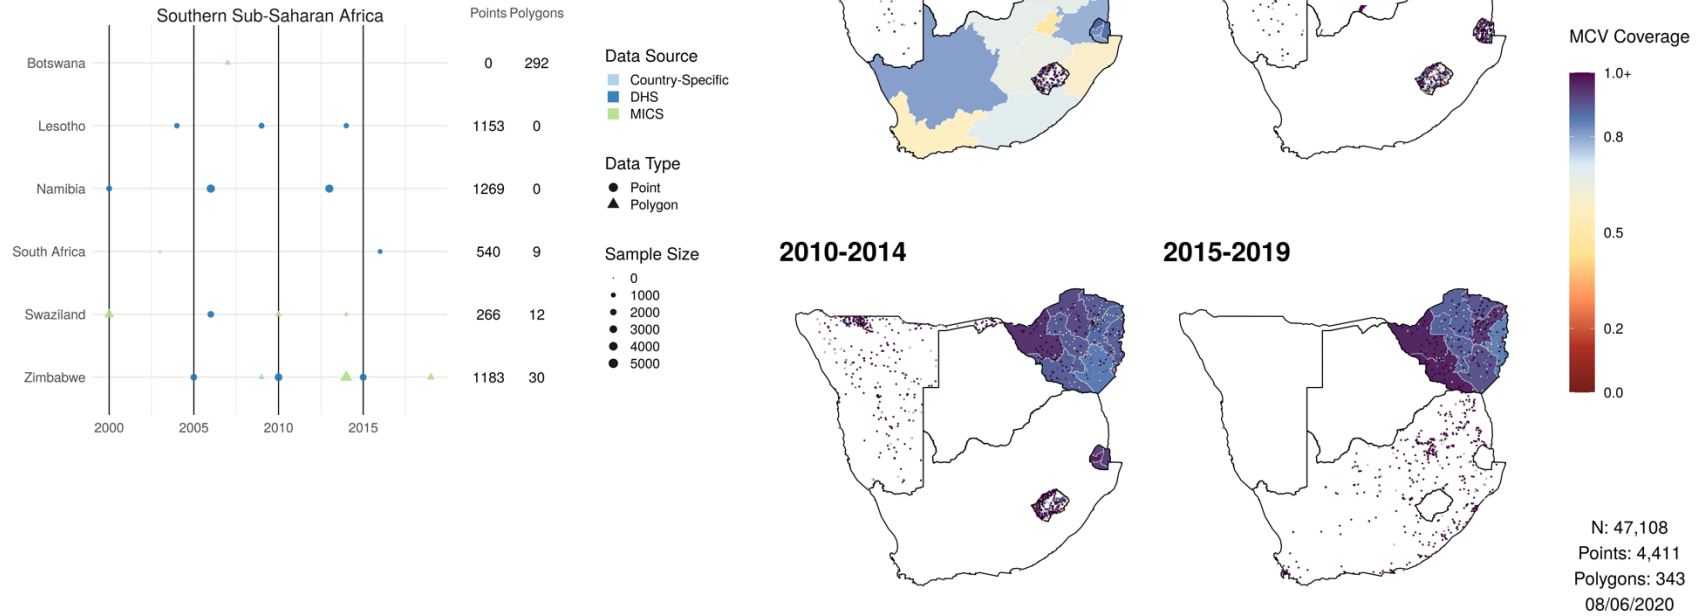 Southern Sub-Saharan Africa
Points Polygons
Botswana 0 292
Lesotho 1153 0
Namibia 1269 0
South Africa 540 9
Swaziland 266 12
Zimbabwe 1183 30
2000 2005 2010 2015
Data Source
Country-Specific
DHS
MICS
Data Type
Point
Polygon
Sample Size
0
1000
2000
3000
4000
5000
2010-2014
2015-2019
MCV Coverage
1.0+
0.8
0.5
0.2
0.0
N: 47,108
Points: 4,411
Polygons: 343
08/06/2020